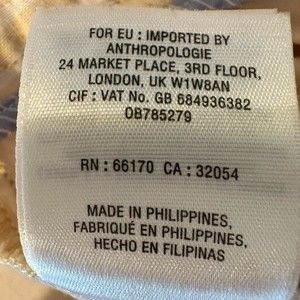 FOR EU : IMPORTED BY
ANTHROPOLOGIE
24 MARKET PLACE, 3RD FLOOR,
LONDON, UK W1W8AN
CIF : VAT No. GB 684936382
OB785279
RN : 66170 CA : 32054
MADE IN PHILIPPINES,
FABRIQUÉ EN PHILIPPINES,
HECHO EN FILIPINAS